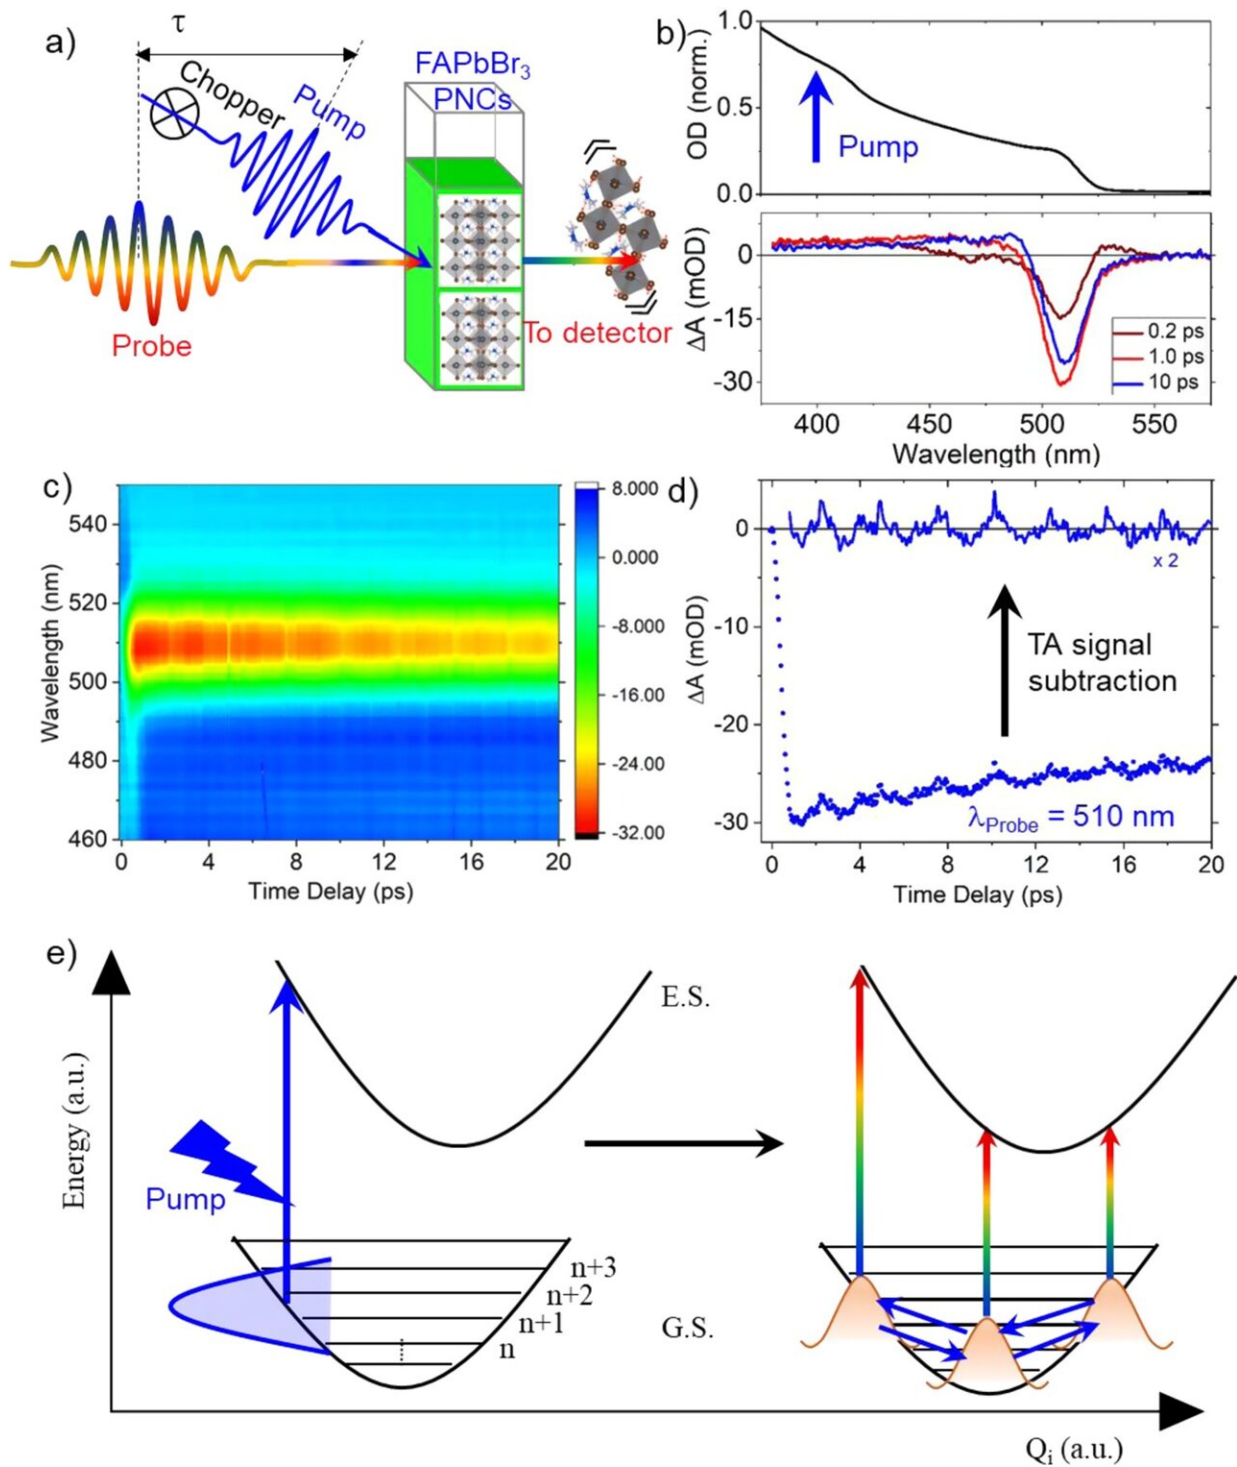 a)
τ
Chopper
Pump
FAPbBr₃
PNCs
Probe
To detector
b)
OD (norm.)
1.0
0.5
0.0
Pump
ΔA (mOD)
0
-15
-30
0.2 ps
1.0 ps
10 ps
400 450 500 550
Wavelength (nm)
c)
Wavelength (nm)
540
520
500
480
460
0 4 8 12 16 20
Time Delay (ps)
8.000
0.000
-8.000
-16.00
-24.00
-32.00
d)
ΔA (mOD)
0
-10
-20
-30
x 2
TA signal
subtraction
λProbe = 510 nm
0 4 8 12 16 20
Time Delay (ps)
e)
Energy (a.u.)
E.S.
Pump
n+3
n+2
n+1
n
G.S.
Qi (a.u.)